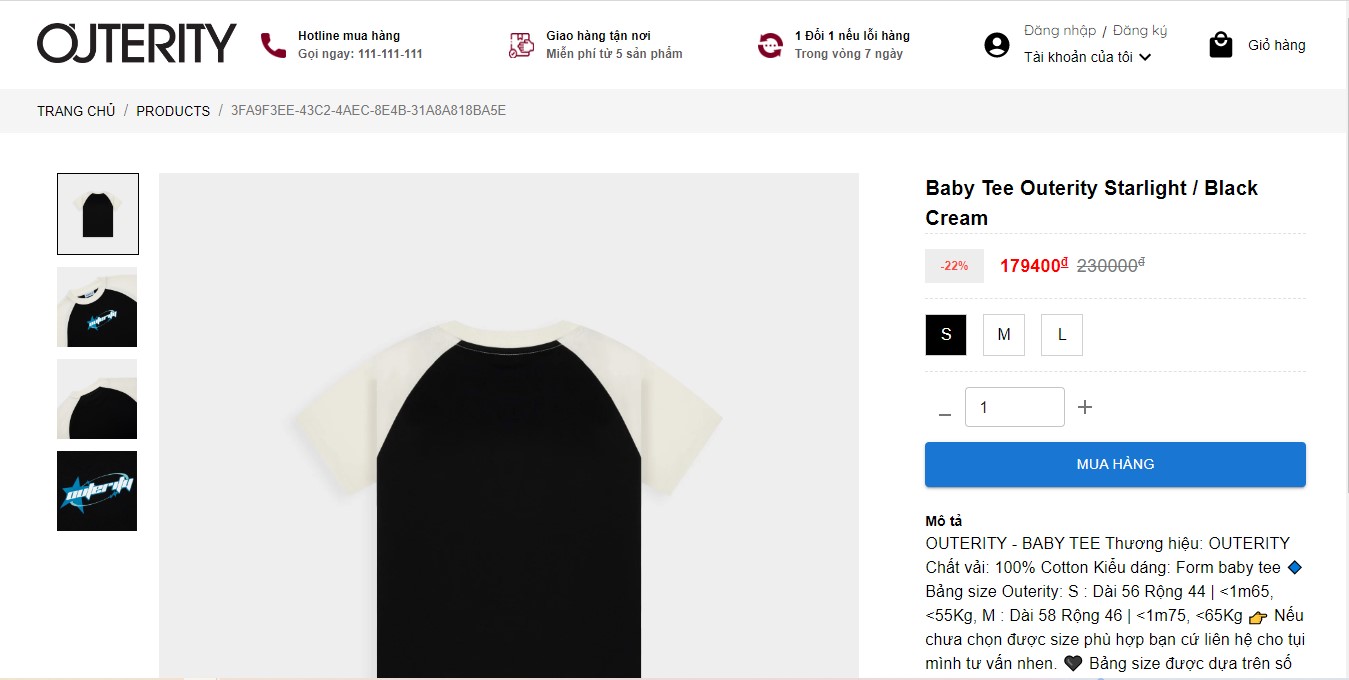 OUTERITY
Hotline mua hàng
Gọi ngay: 111-111-111
Giao hàng tận nơi
Miễn phí từ 5 sản phẩm
1 Đổi 1 nếu lỗi hàng
Trong vòng 7 ngày
Đăng nhập / Đăng ký
Tài khoản của tôi
Giỏ hàng
TRANG CHỦ / PRODUCTS / 3FA9F3EE-43C2-4AEC-8E4B-31A8A818BA5E
outerity
outerity
Baby Tee Outerity Starlight / Black
Cream
-22% 179400đ 230000đ
S M L
1
MUA HÀNG
Mô tả
OUTERITY - BABY TEE Thương hiệu: OUTERITY
Chất vải: 100% Cotton Kiểu dáng: Form baby tee 🔷
Bảng size Outerity: S : Dài 56 Rộng 44 | <1m65,
<55Kg, M : Dài 58 Rộng 46 | <1m75, <65Kg 👉 Nếu
chưa chọn được size phù hợp bạn cứ liên hệ cho tụi
mình tư vấn nhen. 🖤 Bảng size được dựa trên số